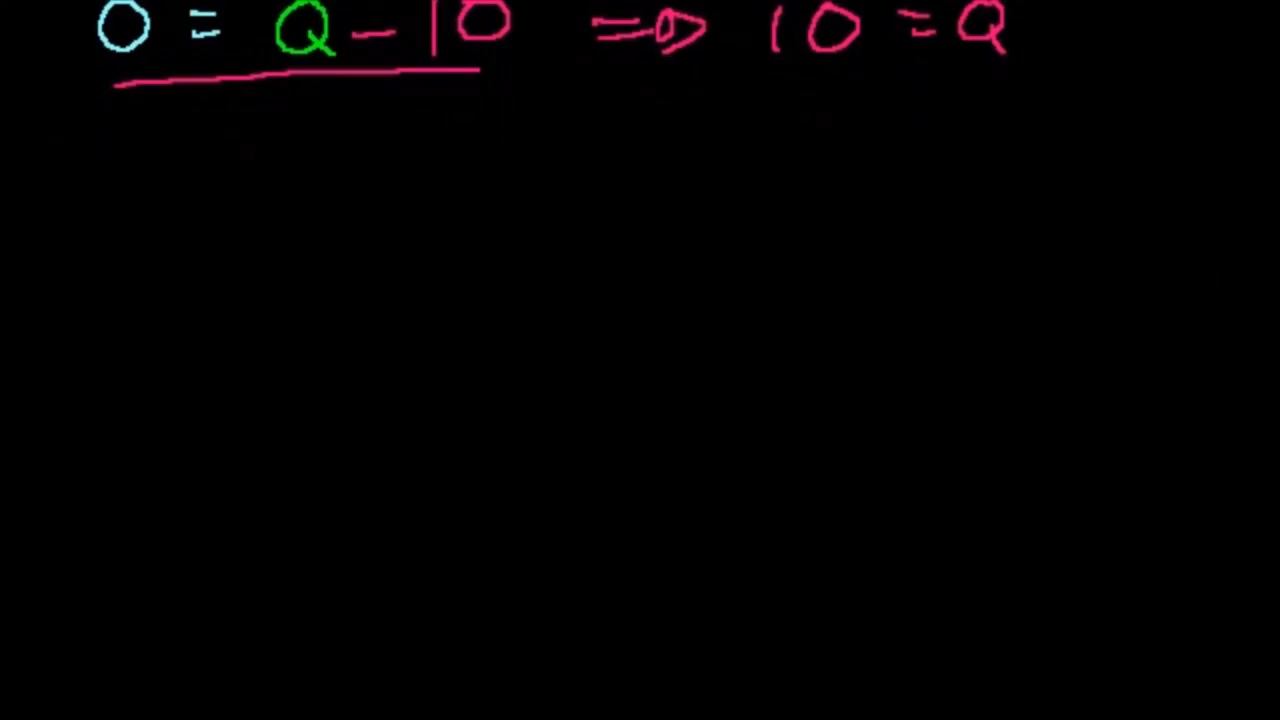 0 = Q - 10 ⇒ 10 = Q